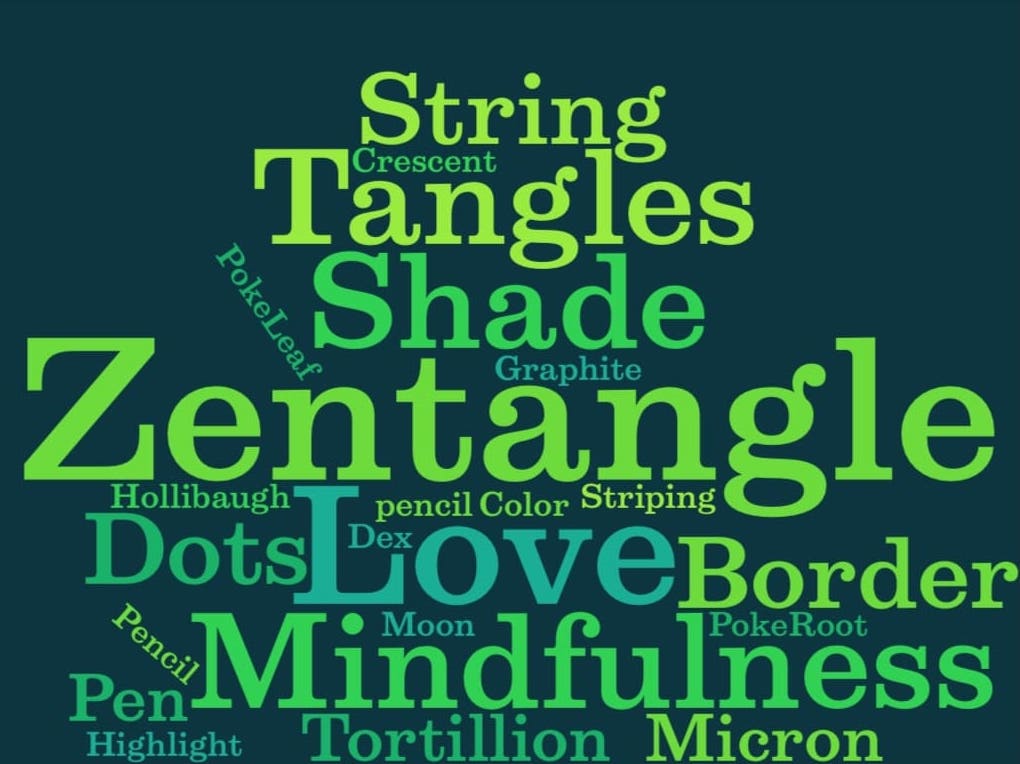 String
Crescent
Tangles
PokeLeaf
Shade
Graphite
Zentangle
Hollibaugh
pencil Color
Striping
Dots
Love
Dex
Border
Pencil
Moon
PokeRoot
Mindfulness
Pen
Highlight
Tortillion
Micron